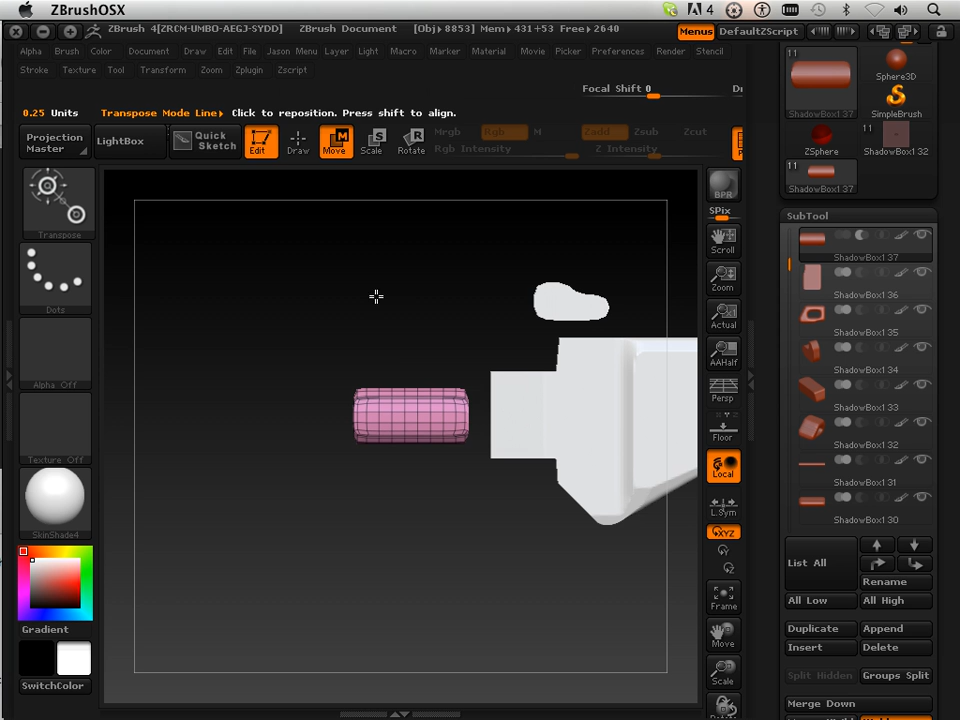 ZBrushOSX
4
ZBrush 4[ZRCM-UMBO-AEGJ-SYDD] ZBrush Document [Obj▸8853] Mem▸431+53 Free▸2640 Menus DefaultZScript
Alpha Brush Color Document Draw Edit File Jason Menu Layer Light Macro Marker Material Movie Picker Preferences Render Stencil
Stroke Texture Tool Transform Zoom Zplugin Zscript
11
ShadowBox1 37
Sphere3D
SimpleBrush
ZSphere
11
ShadowBox1 32
11
ShadowBox1 37
Focal Shift 0
0.25 Units Transpose Mode Line▸ Click to reposition. Press shift to align.
Projection Master
LightBox
Quick Sketch
Edit
Draw
Move
Scale
Rotate
Mrgb Rgb M Zadd Zsub Zcut
Rgb Intensity Z Intensity
Transpose
Dots
Alpha Off
Texture Off
SkinShade4
Gradient
SwitchColor
BPR
SPix
Scroll
Zoom
Actual
AAHalf
Persp
Floor
Local
L.Sym
XYZ
Frame
Move
Scale
SubTool
ShadowBox1 37
ShadowBox1 36
ShadowBox1 35
ShadowBox1 34
ShadowBox1 33
ShadowBox1 32
ShadowBox1 31
ShadowBox1 30
List All
Rename
All Low All High
Duplicate Append
Insert Delete
Split Hidden Groups Split
Merge Down